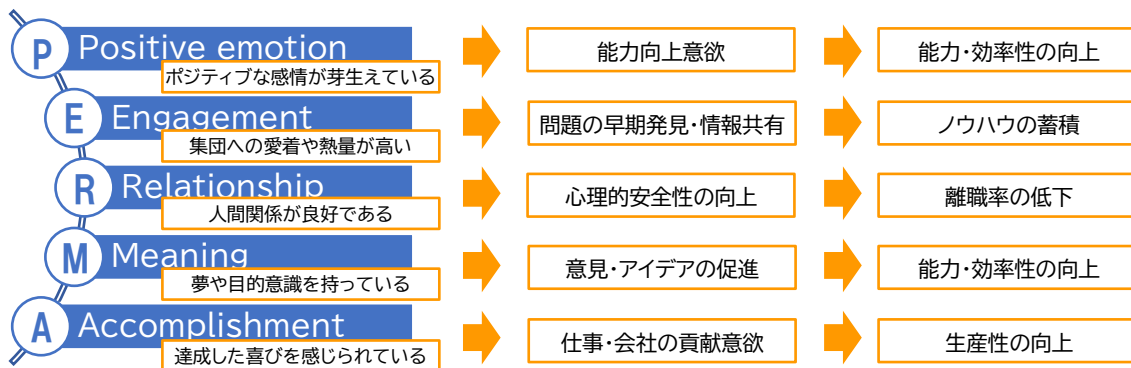 P Positive emotion
ポジティブな感情が芽生えている
能力向上意欲
能力・効率性の向上
E Engagement
集団への愛着や熱量が高い
問題の早期発見・情報共有
ノウハウの蓄積
R Relationship
人間関係が良好である
心理的安全性の向上
離職率の低下
M Meaning
夢や目的意識を持っている
意見・アイデアの促進
能力・効率性の向上
A Accomplishment
達成した喜びを感じられている
仕事・会社の貢献意欲
生産性の向上